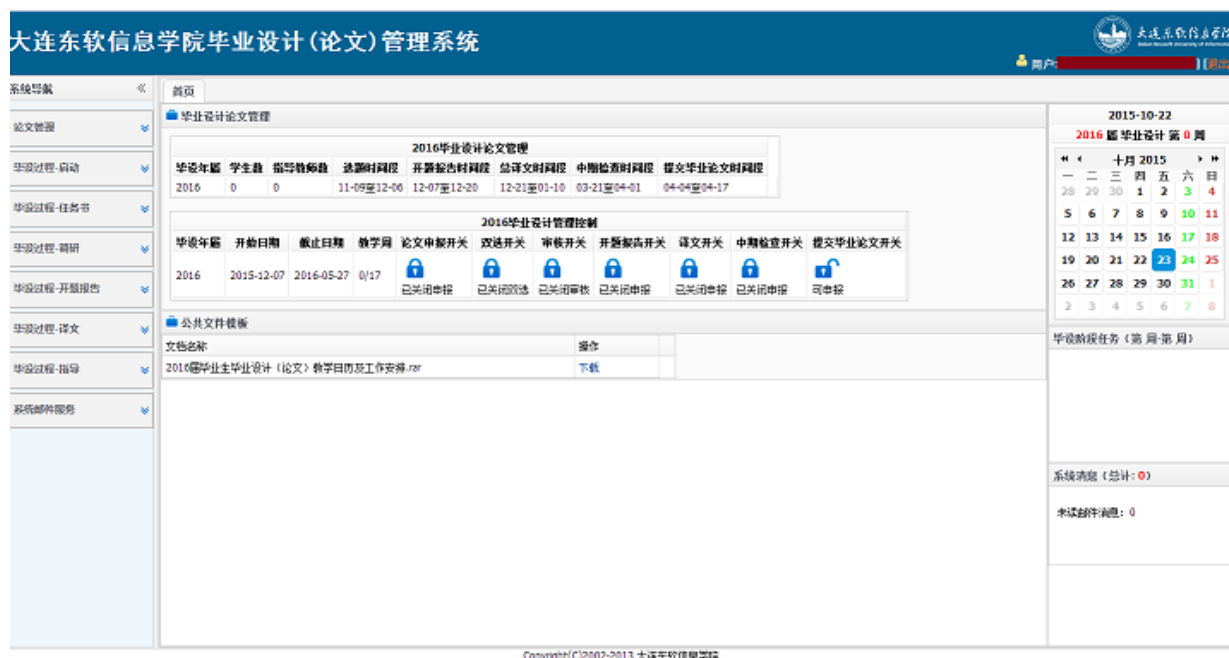 大连东软信息学院毕业设计(论文)管理系统
用户: ] [退出
系统导航
论文管理
毕设过程-启动
毕设过程-任务书
毕设过程-调研
毕设过程-开题报告
毕设过程-译文
毕设过程-指导
系统邮件服务
首页
毕业设计论文管理
2016毕业设计论文管理
毕设年届 学生数 指导教师数 选题时间段 开题报告时间段 总译文时间段 中期检查时间段 提交毕业论文时间段
2016 0 0 11-09至12-06 12-07至12-20 12-21至01-10 03-21至04-01 04-04至04-17
2016毕业设计管理控制
毕设年届 开始日期 截止日期 教学周 论文申报开关 双选开关 审核开关 开题报告开关 译文开关 中期检查开关 提交毕业论文开关
2016 2015-12-07 2016-05-27 0/17 已关闭申报 已关闭双选 已关闭审核 已关闭申报 已关闭申报 已关闭申报 可申报
公共文件模板
文档名称 操作
2016届毕业生毕业设计（论文）教学日历及工作安排.rar 下载
2015-10-22
2016 届 毕业设计 第 0 周
十月 2015
一 二 三 四 五 六 日
28 29 30 1 2 3 4
5 6 7 8 9 10 11
12 13 14 15 16 17 18
19 20 21 22 23 24 25
26 27 28 29 30 31 1
2 3 4 5 6 7 8
毕设阶段任务（第 周-第 周）
系统消息（总计:0）
未读邮件消息: 0
Copyright(C)2002-2013 大连东软信息学院